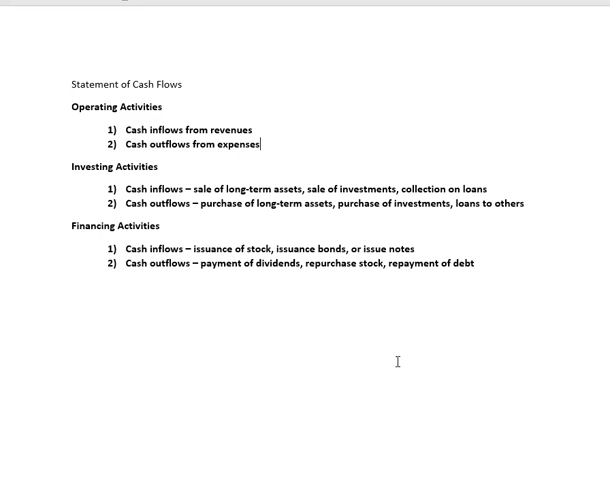 Statement of Cash Flows
Operating Activities
1) Cash inflows from revenues
2) Cash outflows from expenses
Investing Activities
1) Cash inflows – sale of long-term assets, sale of investments, collection on loans
2) Cash outflows – purchase of long-term assets, purchase of investments, loans to others
Financing Activities
1) Cash inflows – issuance of stock, issuance bonds, or issue notes
2) Cash outflows – payment of dividends, repurchase stock, repayment of debt